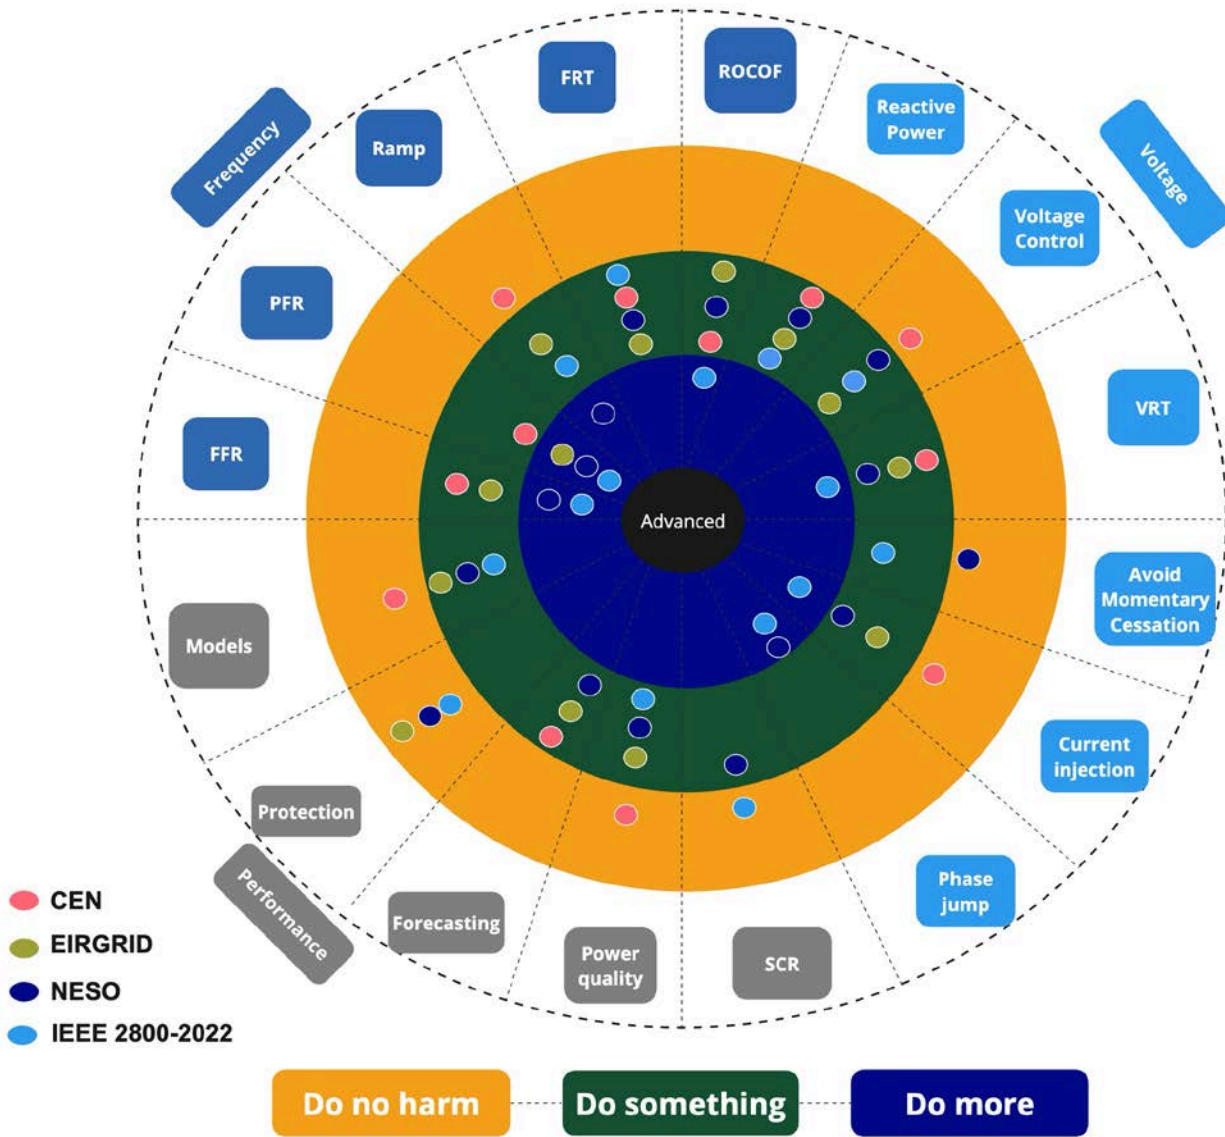 FRT
ROCOF
Reactive
Power
Ramp
Frequency
Voltage
Voltage
Control
PFR
VRT
FFR
Advanced
Avoid
Momentary
Cessation
Models
Current
injection
Protection
Performance
Forecasting
Power
quality
SCR
Phase
jump
CEN
EIRGRID
NESO
IEEE 2800-2022
Do no harm
Do something
Do more